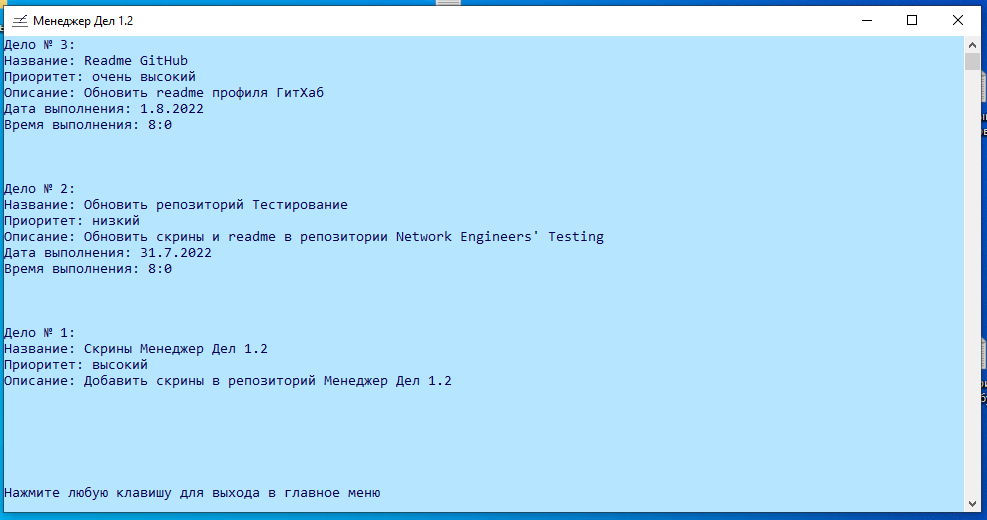 Менеджер Дел 1.2
Дело № 3:
Название: Readme GitHub
Приоритет: очень высокий
Описание: Обновить readme профиля ГитХаб
Дата выполнения: 1.8.2022
Время выполнения: 8:0
Дело № 2:
Название: Обновить репозиторий Тестирование
Приоритет: низкий
Описание: Обновить скрины и readme в репозитории Network Engineers' Testing
Дата выполнения: 31.7.2022
Время выполнения: 8:0
Дело № 1:
Название: Скрины Менеджер Дел 1.2
Приоритет: высокий
Описание: Добавить скрины в репозиторий Менеджер Дел 1.2
Нажмите любую клавишу для выхода в главное меню